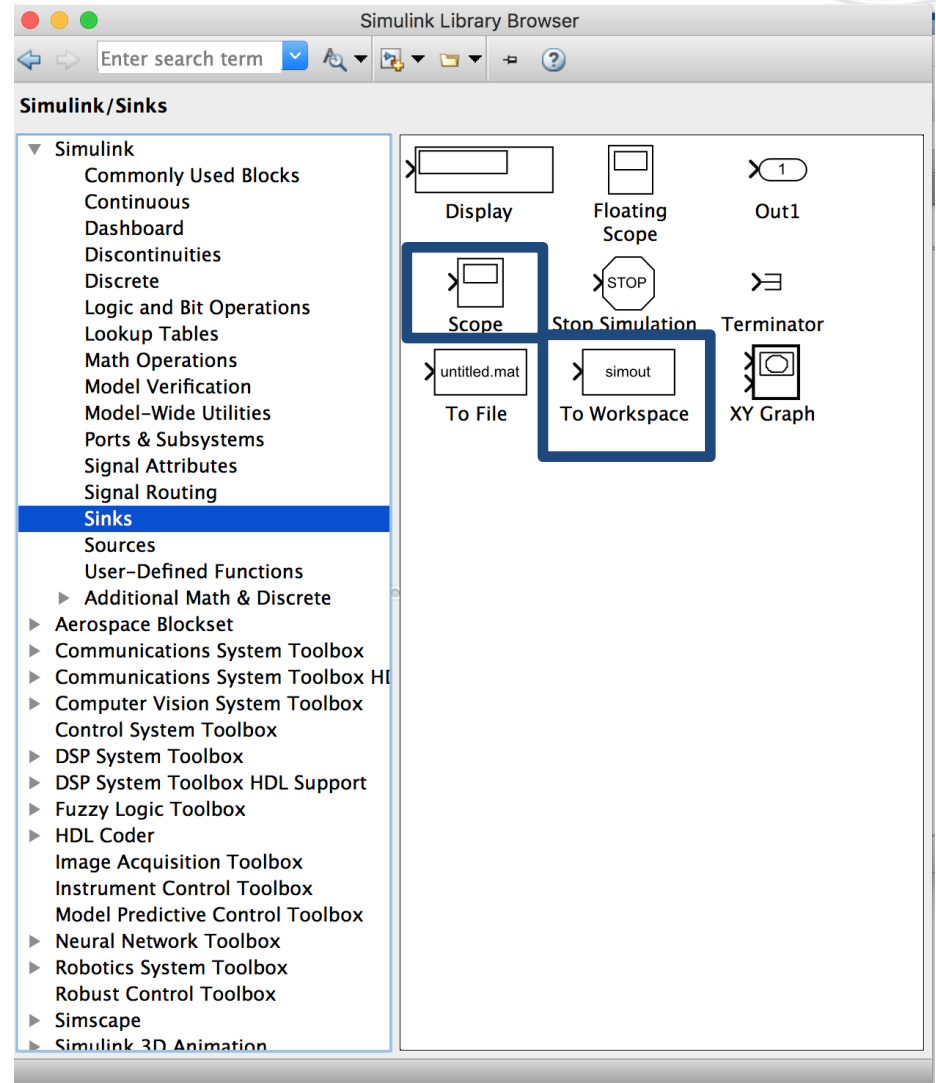 Simulink Library Browser
Enter search term
Simulink/Sinks
Simulink
Commonly Used Blocks
Continuous
Dashboard
Discontinuities
Discrete
Logic and Bit Operations
Lookup Tables
Math Operations
Model Verification
Model-Wide Utilities
Ports & Subsystems
Signal Attributes
Signal Routing
Sinks
Sources
User-Defined Functions
Additional Math & Discrete
Aerospace Blockset
Communications System Toolbox
Communications System Toolbox HD
Computer Vision System Toolbox
Control System Toolbox
DSP System Toolbox
DSP System Toolbox HDL Support
Fuzzy Logic Toolbox
HDL Coder
Image Acquisition Toolbox
Instrument Control Toolbox
Model Predictive Control Toolbox
Neural Network Toolbox
Robotics System Toolbox
Robust Control Toolbox
Simscape
Simulink 3D Animation
1
Display
Floating
Scope
Out1
STOP
Scope
Stop Simulation
Terminator
untitled.mat
simout
To File
To Workspace
XY Graph